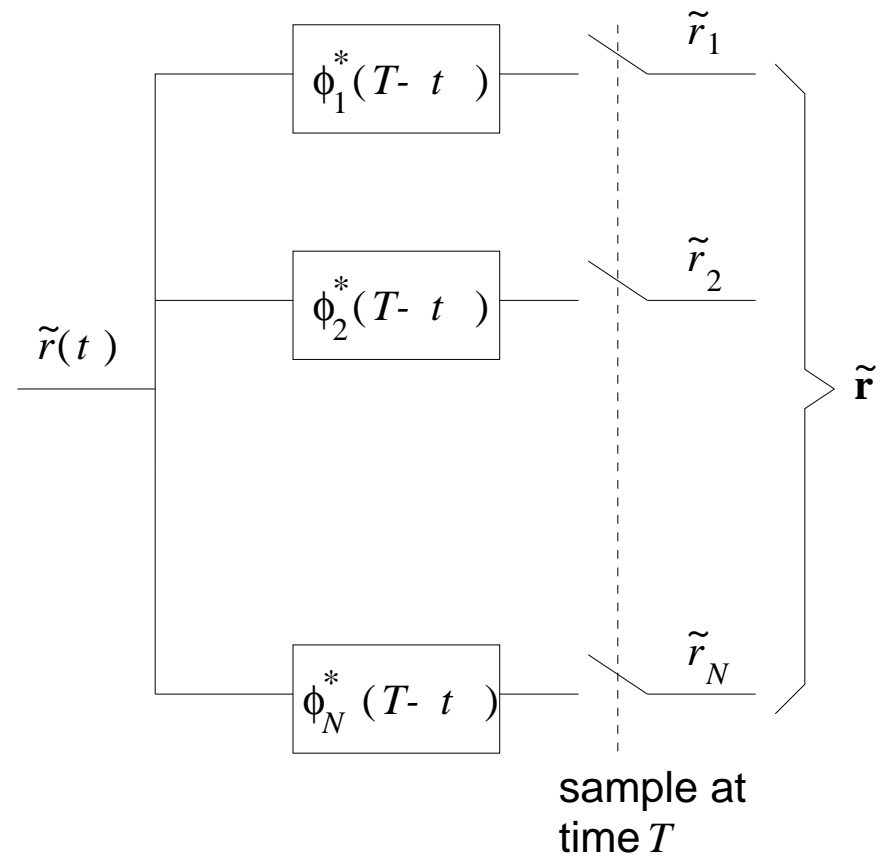 r̃₁
ϕ₁*(T- t )
r̃₂
ϕ₂*(T- t )
r̃(t )
r̃
r̃_N
ϕ_N* (T- t )
sample at
time T